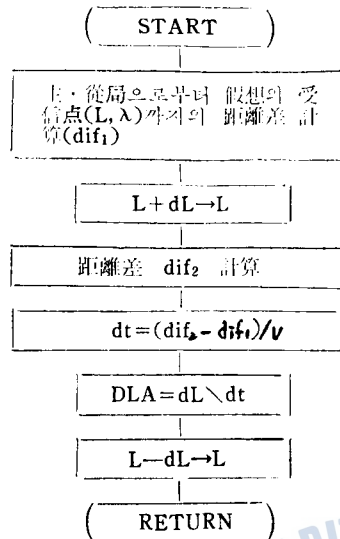 START
主·從局으로부터 假想의 受
信点(L, λ)까지의 距離差 計
算(dif₁)
L+dL→L
距離差 dif₂ 計算
dt=(dif₂-dif₁)/v
DLA=dL\dt
L—dL→L
RETURN